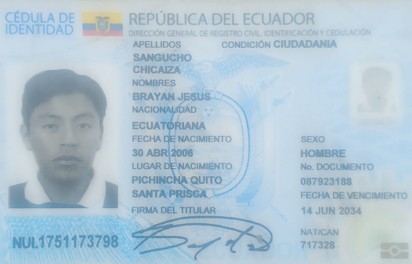 CÉDULA DE
IDENTIDAD
REPÚBLICA DEL ECUADOR
DIRECCIÓN GENERAL DE REGISTRO CIVIL, IDENTIFICACIÓN Y CEDULACIÓN
APELLIDOS
CONDICIÓN CIUDADANIA
SANGUCHO
CHICAIZA
NOMBRES
BRAYAN JESUS
NACIONALIDAD
ECUATORIANA
FECHA DE NACIMIENTO
SEXO
30 ABR 2006
HOMBRE
LUGAR DE NACIMIENTO
No. DOCUMENTO
PICHINCHA QUITO
087923188
SANTA PRISCA
FECHA DE VENCIMIENTO
FIRMA DEL TITULAR
14 JUN 2034
NUI.1751173798
NAT/CAN
717328